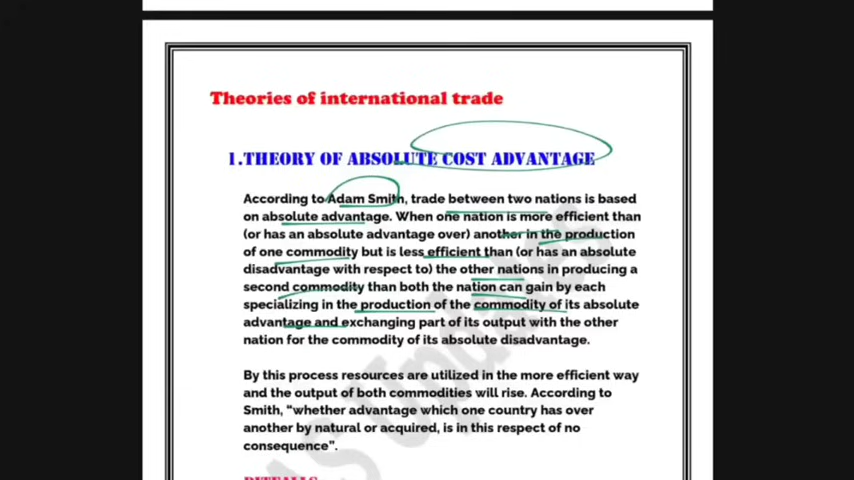 Theories of international trade
1.THEORY OF ABSOLUTE COST ADVANTAGE
According to Adam Smith, trade between two nations is based
on absolute advantage. When one nation is more efficient than
(or has an absolute advantage over) another in the production
of one commodity but is less efficient than (or has an absolute
disadvantage with respect to) the other nations in producing a
second commodity than both the nation can gain by each
specializing in the production of the commodity of its absolute
advantage and exchanging part of its output with the other
nation for the commodity of its absolute disadvantage.
By this process resources are utilized in the more efficient way
and the output of both commodities will rise. According to
Smith, “whether advantage which one country has over
another by natural or acquired, is in this respect of no
consequence”.